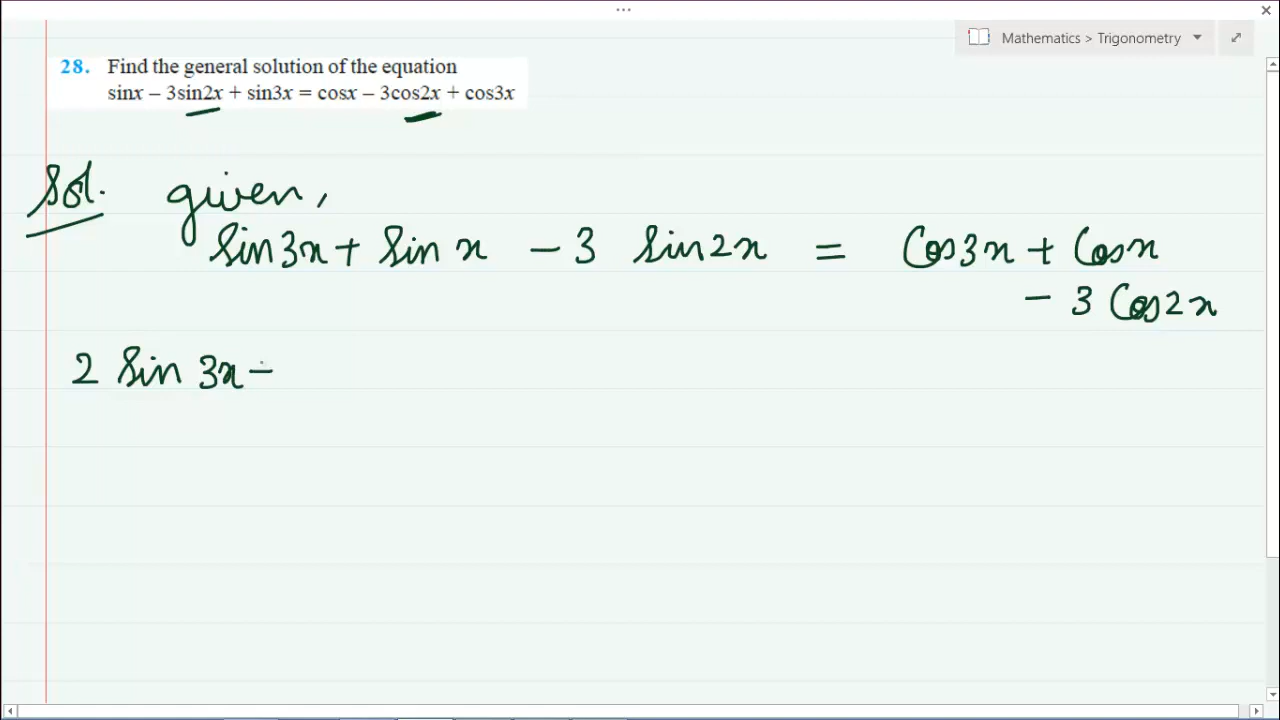 Mathematics > Trigonometry
28. Find the general solution of the equation
sinx – 3sin2x + sin3x = cosx – 3cos2x + cos3x
Sol. given,
Sin3x + Sin x - 3 Sin2x = Cos3x + Cosx
- 3 Cos2x
2 Sin 3x -